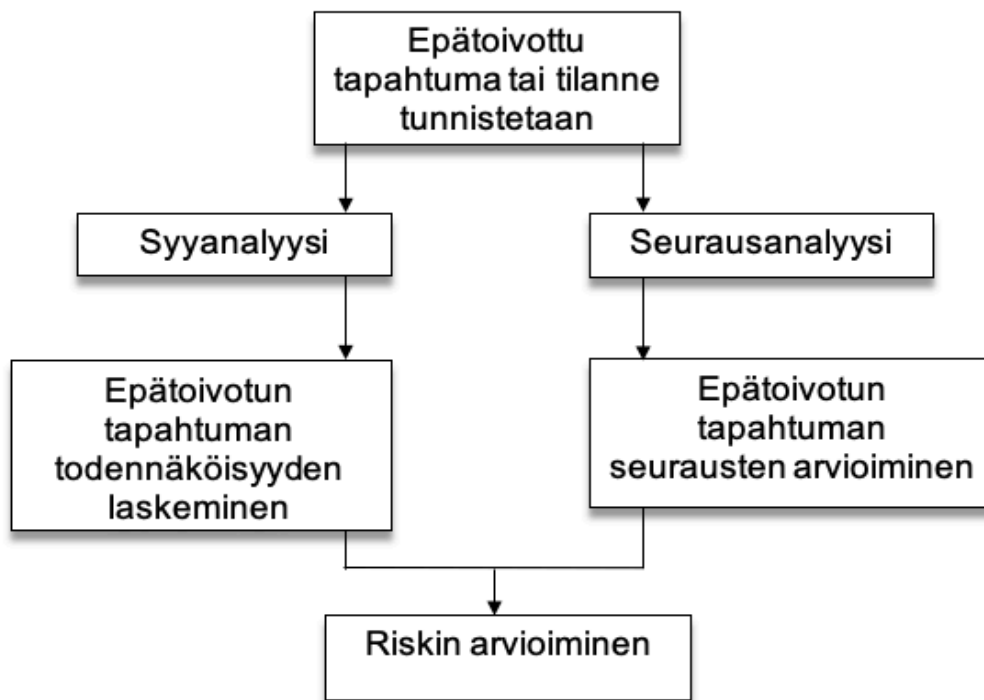 Epätoivottu
tapahtuma tai tilanne
tunnistetaan
Syyanalyysi
Seurausanalyysi
Epätoivotun
tapahtuman
todennäköisyyden
laskeminen
Epätoivotun
tapahtuman
seurausten arvioiminen
Riskin arvioiminen